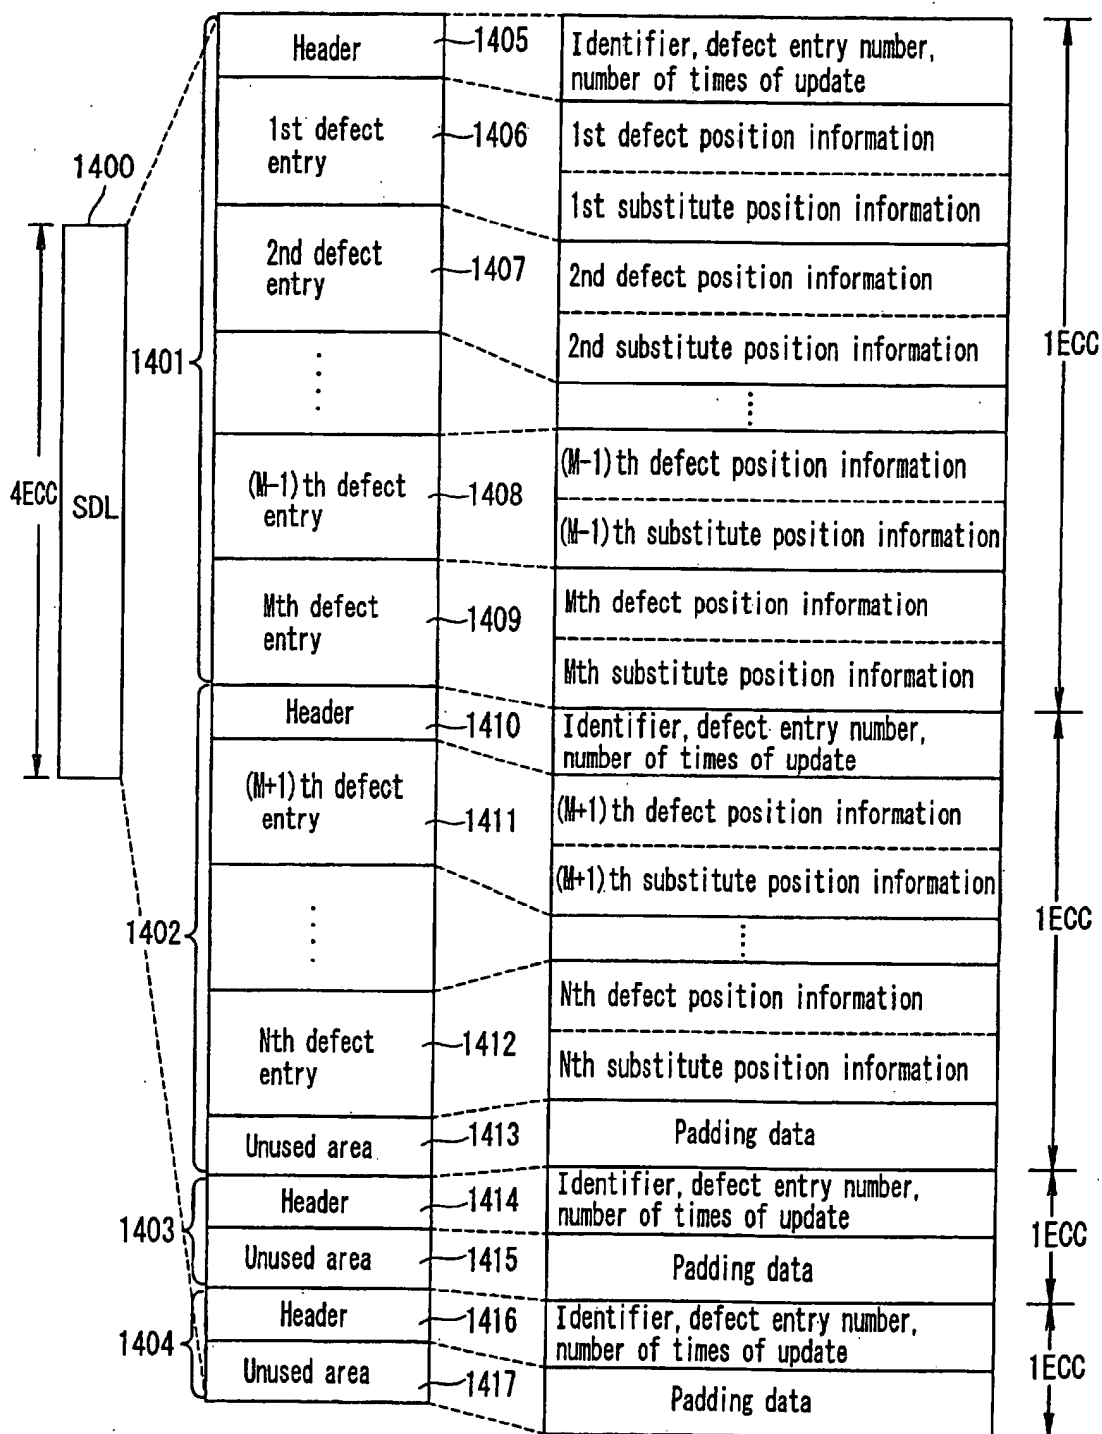 Header
1405
Identifier, defect entry number,
number of times of update
1st defect
entry
1406
1st defect position information
1st substitute position information
1400
2nd defect
entry
1407
2nd defect position information
2nd substitute position information
1401
1ECC
4ECC
SDL
(M-1)th defect
entry
1408
(M-1)th defect position information
(M-1)th substitute position information
Mth defect
entry
1409
Mth defect position information
Mth substitute position information
Header
1410
Identifier, defect entry number,
number of times of update
(M+1)th defect
entry
1411
(M+1)th defect position information
(M+1)th substitute position information
1402
1ECC
Nth defect
entry
1412
Nth defect position information
Nth substitute position information
Unused area
1413
Padding data
1403
Header
1414
Identifier, defect entry number,
number of times of update
1ECC
Unused area
1415
Padding data
1404
Header
1416
Identifier, defect entry number,
number of times of update
1ECC
Unused area
1417
Padding data